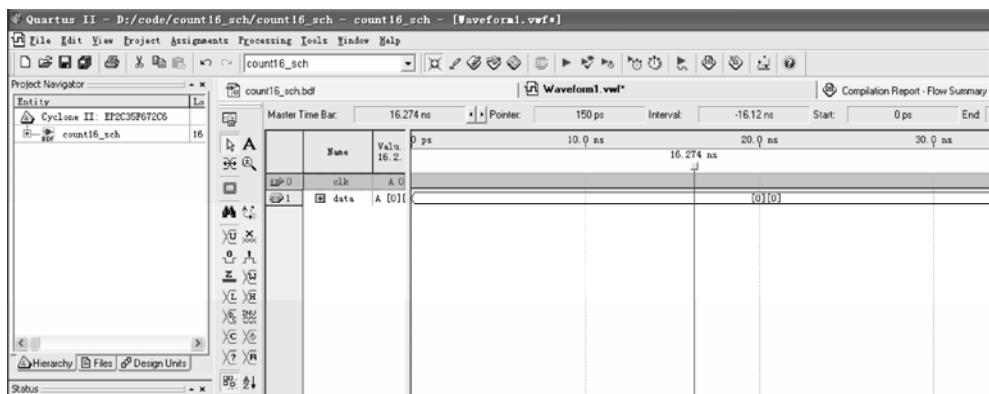 Quartus II - D:/code/count16_sch/count16_sch - count16_sch - [Waveform1.vwf*]
File Edit View Project Assignments Processing Tools Window Help
count16_sch
Project Navigator
Entity
Lo
Cyclone II: EP2C35F672C6
count16_sch
16
Hierarchy
Files
Design Units
Status
count16_sch.bdf
Waveform1.vwf*
Compilation Report - Flow Summary
Master Time Bar:
16.274 ns
Pointer:
150 ps
Interval:
-16.12 ns
Start:
0 ps
End:
Name
Valu
16.2.
0 ps
10.0 ns
20.0 ns
30.0 ns
16.274 ns
0
clk
A 0
1
data
A [0][
[0][0]